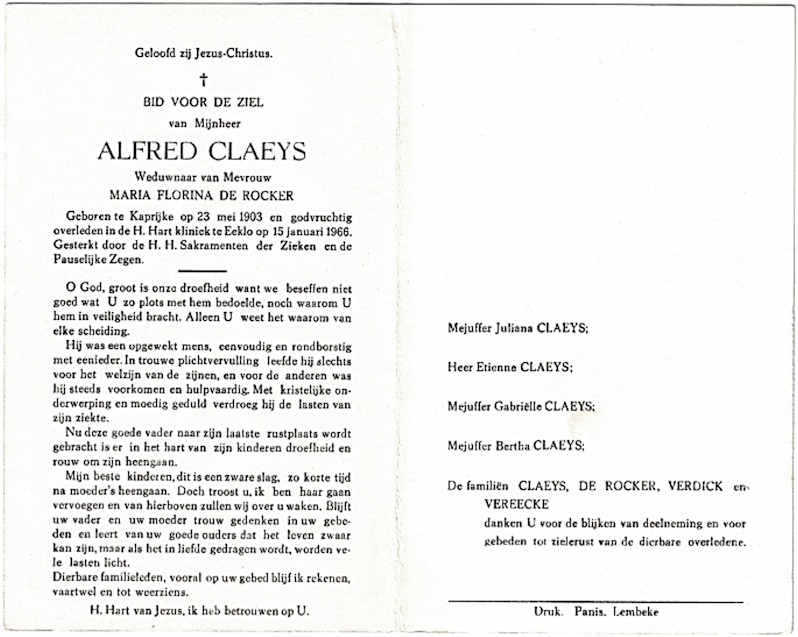 Geloofd zij Jezus-Christus.
†
BID VOOR DE ZIEL
van Mijnheer
ALFRED CLAEYS
Weduwnaar van Mevrouw
MARIA FLORINA DE ROCKER
Geboren te Kaprijke op 23 mei 1903 en godvruchtig
overleden in de H. Hart kliniek te Eeklo op 15 januari 1966.
Gesterkt door de H. H. Sakramenten der Zieken en de
Pauselijke Zegen.
O God, groot is onze droefheid want we beseffen niet
goed wat U zo plots met hem bedoelde, noch waarom U
hem in veiligheid bracht. Alleen U weet het waarom van
elke scheiding.
Hij was een opgewekt mens, eenvoudig en rondborstig
met eenieder. In trouwe plichtvervulling leefde hij slechts
voor het welzijn van de zijnen, en voor de anderen was
hij steeds voorkomen en hulpvaardig. Met kristelijke on-
derwerping en moedig geduld verdroeg hij de lasten van
zijn ziekte.
Nu deze goede vader naar zijn laatste rustplaats wordt
gebracht is er in het hart van zijn kinderen droefheid en
rouw om zijn heengaan.
Mijn beste kinderen, dit is een zware slag, zo korte tijd
na moeder's heengaan. Doch troost u, ik ben haar gaan
vervoegen en van hierboven zullen wij over u waken. Blijft
uw vader en uw moeder trouw gedenken in uw gebe-
den en leert van uw goede ouders dat het leven zwaar
kan zijn, maar als het in liefde gedragen wordt, worden ve-
le lasten licht.
Dierbare familieleden, vooral op uw gebed blijf ik rekenen,
vaartwel en tot weerziens.
H. Hart van Jezus, ik heb betrouwen op U.
Mejuffer Juliana CLAEYS;
Heer Etienne CLAEYS;
Mejuffer Gabriëlle CLAEYS;
Mejuffer Bertha CLAEYS;
De familiën CLAEYS, DE ROCKER, VERDICK en
VEREECKE
danken U voor de blijken van deelneming en voor
gebeden tot zielerust van de dierbare overledene.
Druk. Panis. Lembeke